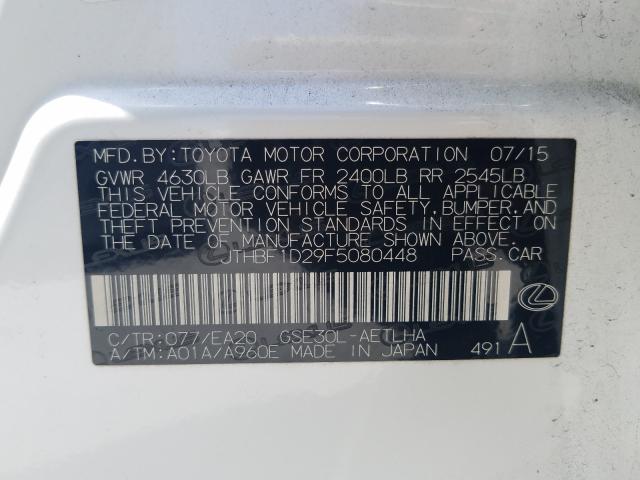 MFD.BY:TOYOTA MOTOR CORPORATION 07/15
GVWR 4630LB GAWR FR 2400LB RR 2545LB
THIS VEHICLE CONFORMS TO ALL APPLICABLE
FEDERAL MOTOR VEHICLE SAFETY,BUMPER,AND
THEFT PREVENTION STANDARDS IN EFFECT ON
THE DATE OF MANUFACTURE SHOWN ABOVE.
JTHBF1D29F5080448 PASS.CAR
C/TR:077/EA20 GSE30L-AETLHA
A/TM:A01A/A960E MADE IN JAPAN 491 A